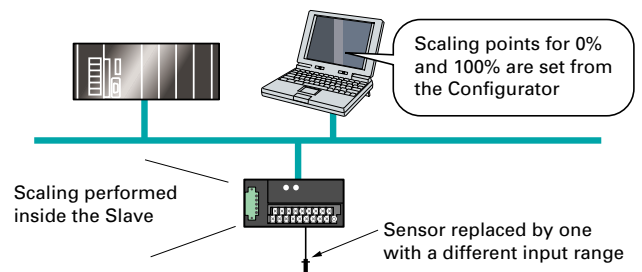 Scaling points for 0%
and 100% are set from
the Configurator
Scaling performed
inside the Slave
Sensor replaced by one
with a different input range